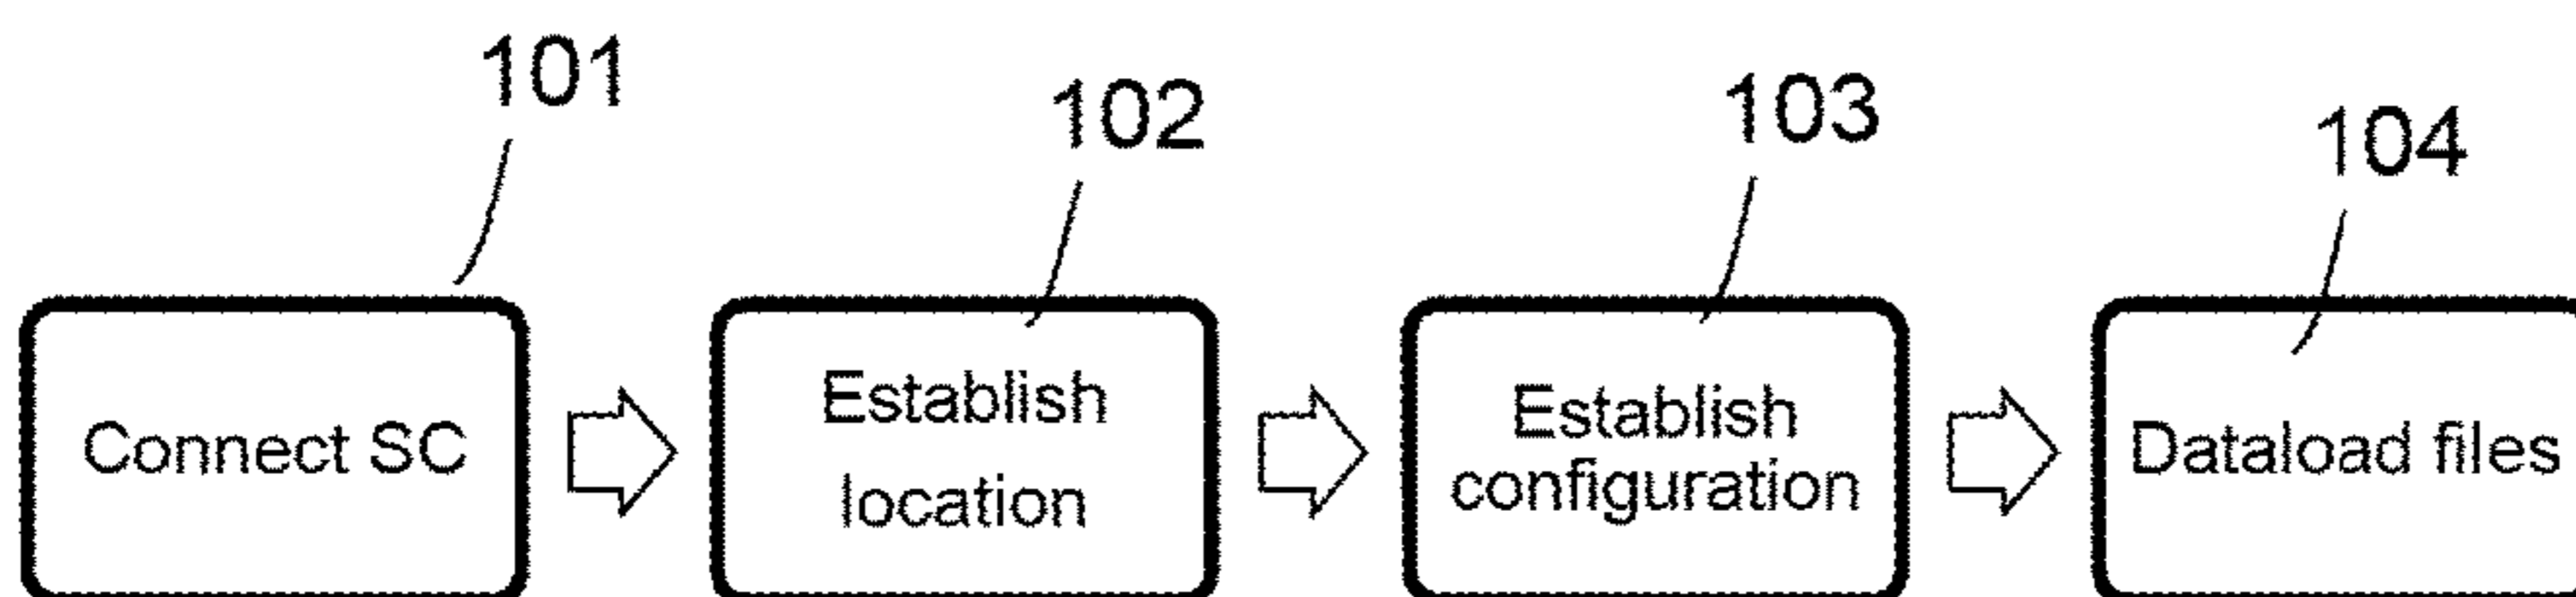 101
102
103
104
Connect SC
Establish
location
Establish
configuration
Dataload files